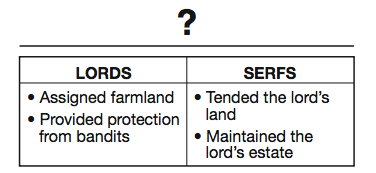 ?
LORDS
• Assigned farmland
• Provided protection
from bandits
SERFS
• Tended the lord's
land
• Maintained the
lord's estate